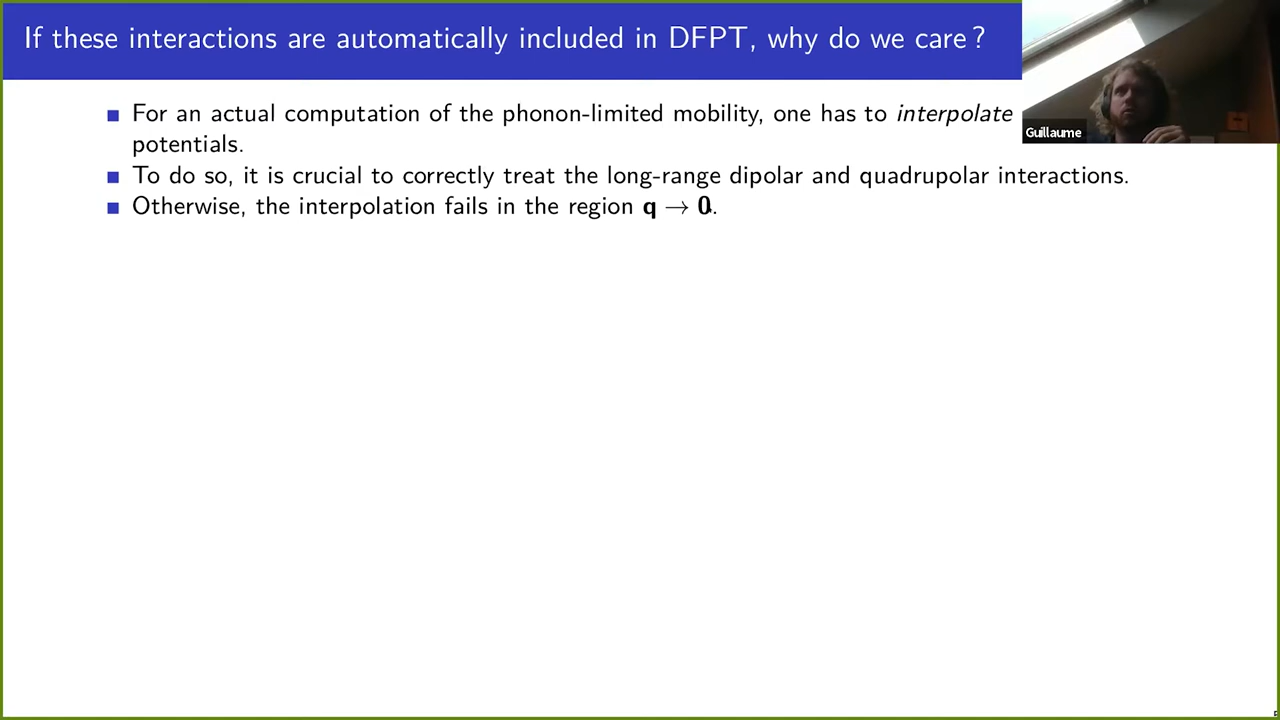 If these interactions are automatically included in DFPT, why do we care ?
For an actual computation of the phonon-limited mobility, one has to interpolate
potentials.
To do so, it is crucial to correctly treat the long-range dipolar and quadrupolar interactions.
Otherwise, the interpolation fails in the region q → 0.
Guillaume